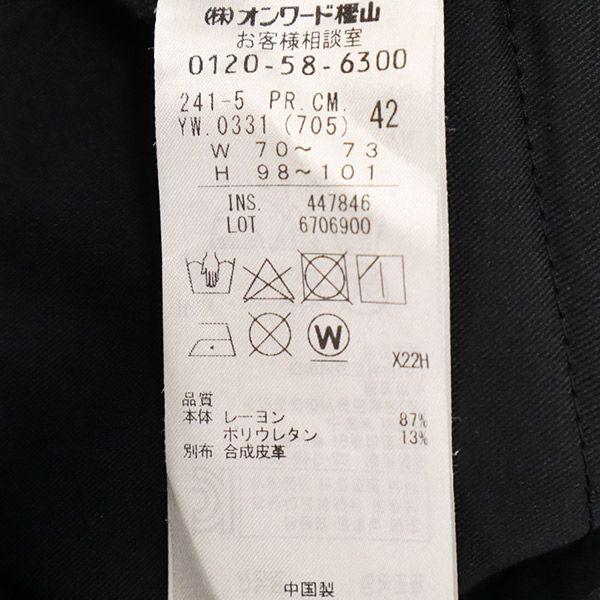 (株)オンワード樫山
お客様相談室
0120-58-6300
241-5 PR.CM. 42
YW.0331 (705)
W 70～ 73
H 98～101
INS. 447846
LOT 6706900
W
X22H
品質
本体 レーヨン 87%
ポリウレタン 13%
別布 合成皮革
中国製